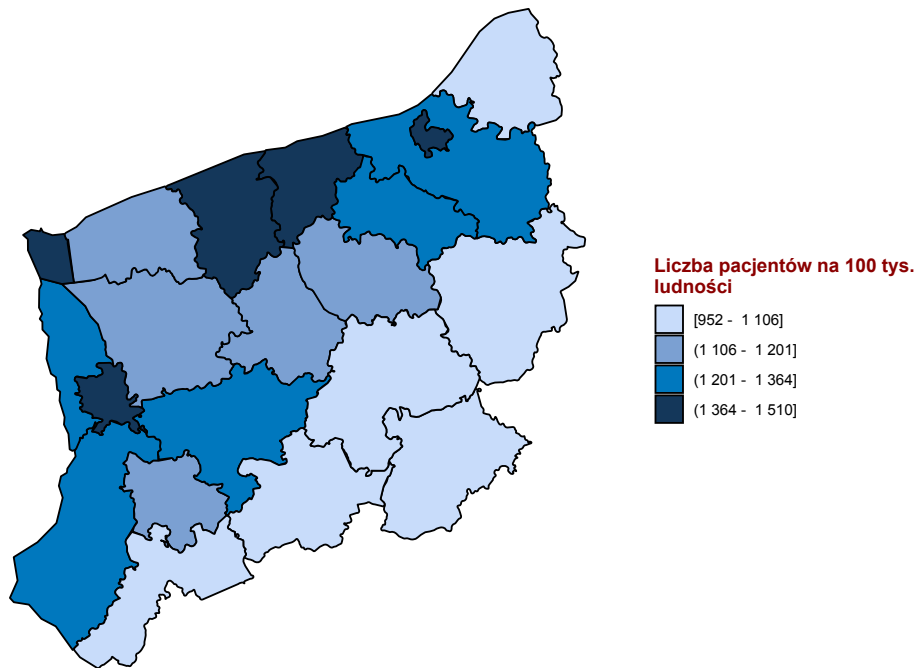 Liczba pacjentów na 100 tys.
ludności
[952 - 1 106]
(1 106 - 1 201]
(1 201 - 1 364]
(1 364 - 1 510]